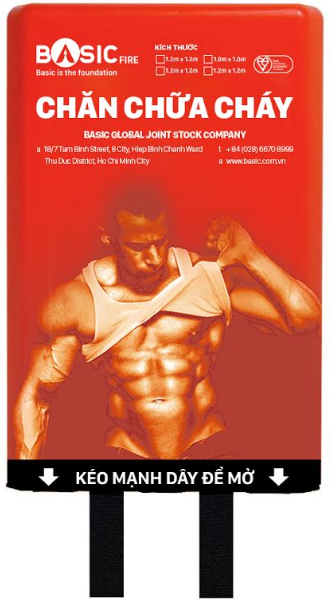 BASIC FIRE
Basic is the foundation
KÍCH THƯỚC
1.2m x 1.2m
1.0m x 1.0m
1.2m x 1.2m
1.2m x 1.2m
CHĂN CHỮA CHÁY
BASIC GLOBAL JOINT STOCK COMPANY
a 18/7 Tam Binh Street, 8 City, Hiep Binh Chanh Ward
Thu Duc District, Ho Chi Minh City
t +84 (028) 6670 8999
a www.basic.com.vn
KÉO MẠNH DÂY ĐỂ MỞ